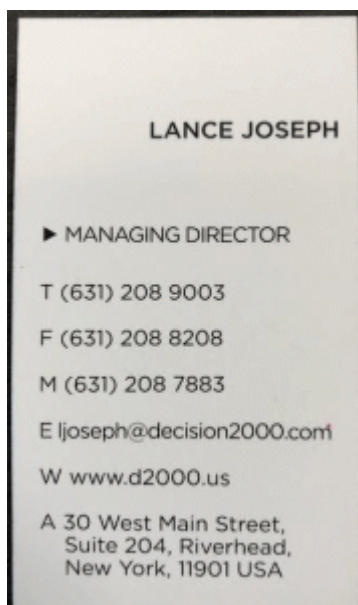 LANCE JOSEPH
▶ MANAGING DIRECTOR
T (631) 208 9003
F (631) 208 8208
M (631) 208 7883
E ljoseph@decision2000.com
W www.d2000.us
A 30 West Main Street,
Suite 204, Riverhead,
New York, 11901 USA